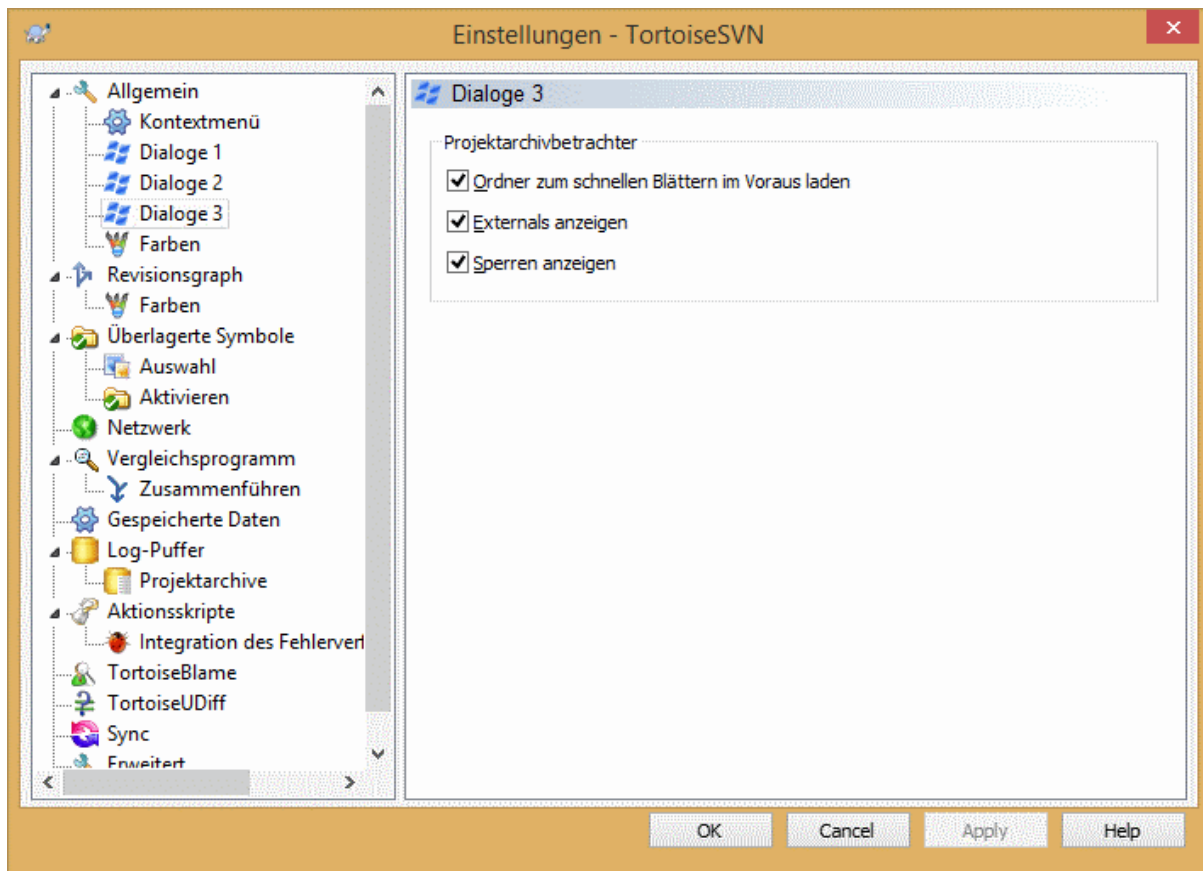 Einstellungen - TortoiseSVN
Allgemein
Kontextmenü
Dialoge 1
Dialoge 2
Dialoge 3
Farben
Revisionsgraph
Farben
Überlagerte Symbole
Auswahl
Aktivieren
Netzwerk
Vergleichsprogramm
Zusammenführen
Gespeicherte Daten
Log-Puffer
Projektarchive
Aktionsskripte
Integration des Fehlerverf
TortoiseBlame
TortoiseUDiff
Sync
Erweitert
Dialoge 3
Projektarchivbetrachter
Ordner zum schnellen Blättern im Voraus laden
Externals anzeigen
Sperren anzeigen
OK Cancel Apply Help